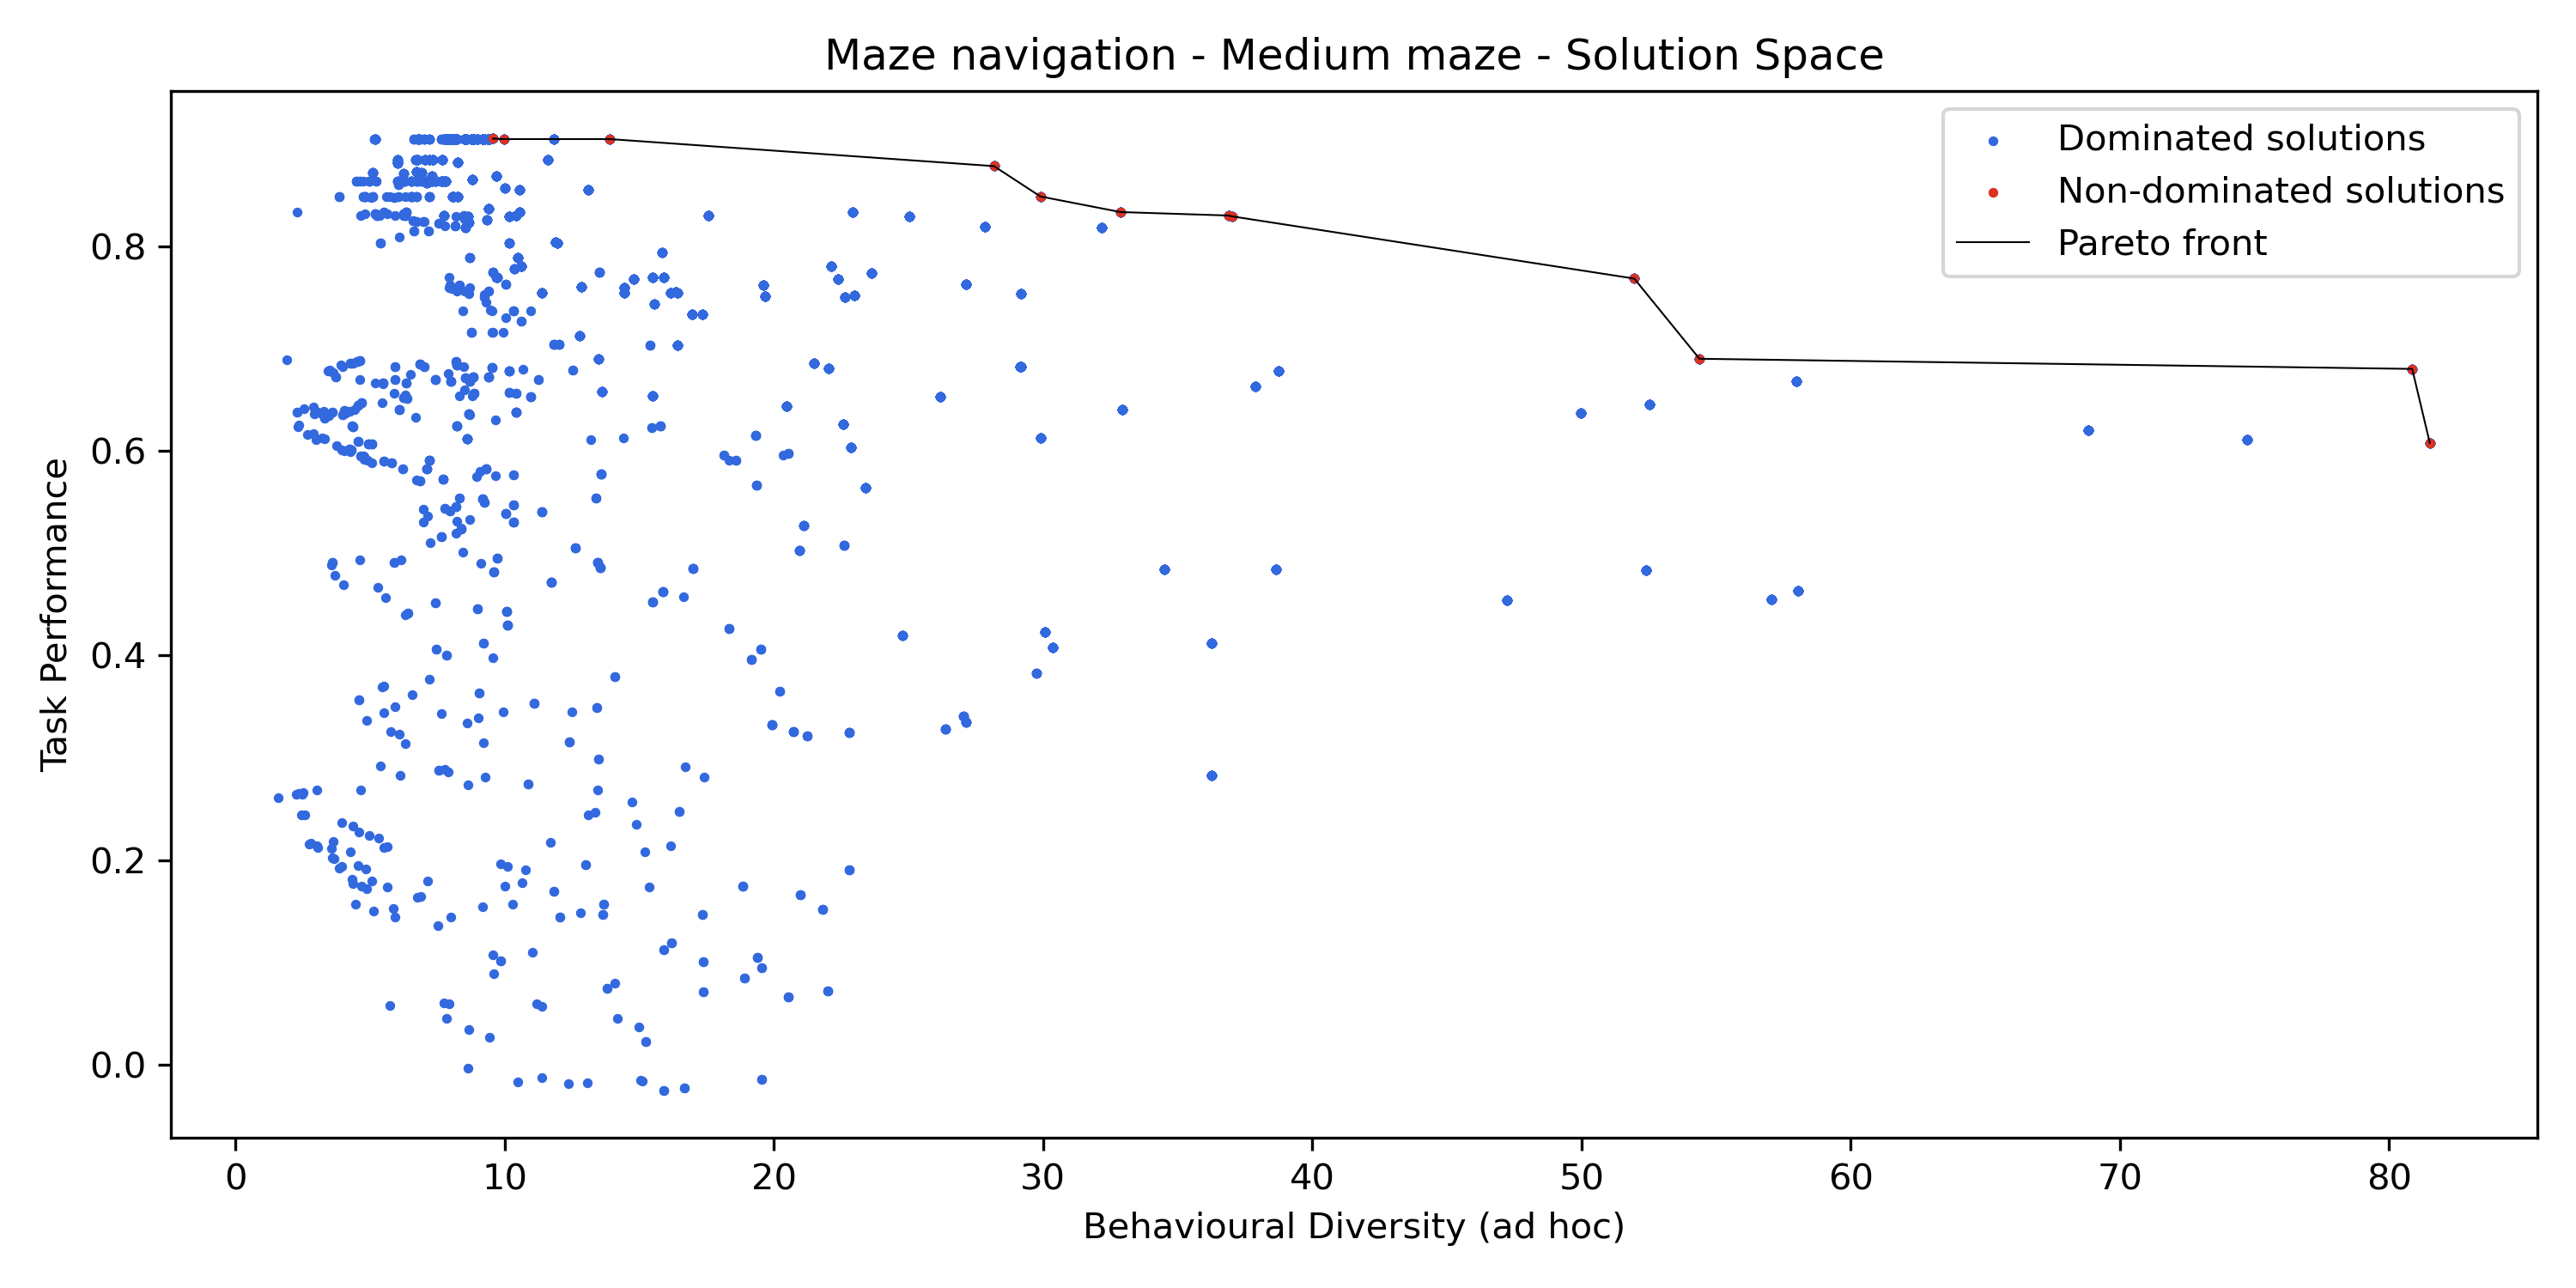 Maze navigation - Medium maze - Solution Space
Dominated solutions
Non-dominated solutions
Pareto front
Task Performance
0.8
0.6
0.4
0.2
0.0
0 10 20 30 40 50 60 70 80
Behavioural Diversity (ad hoc)